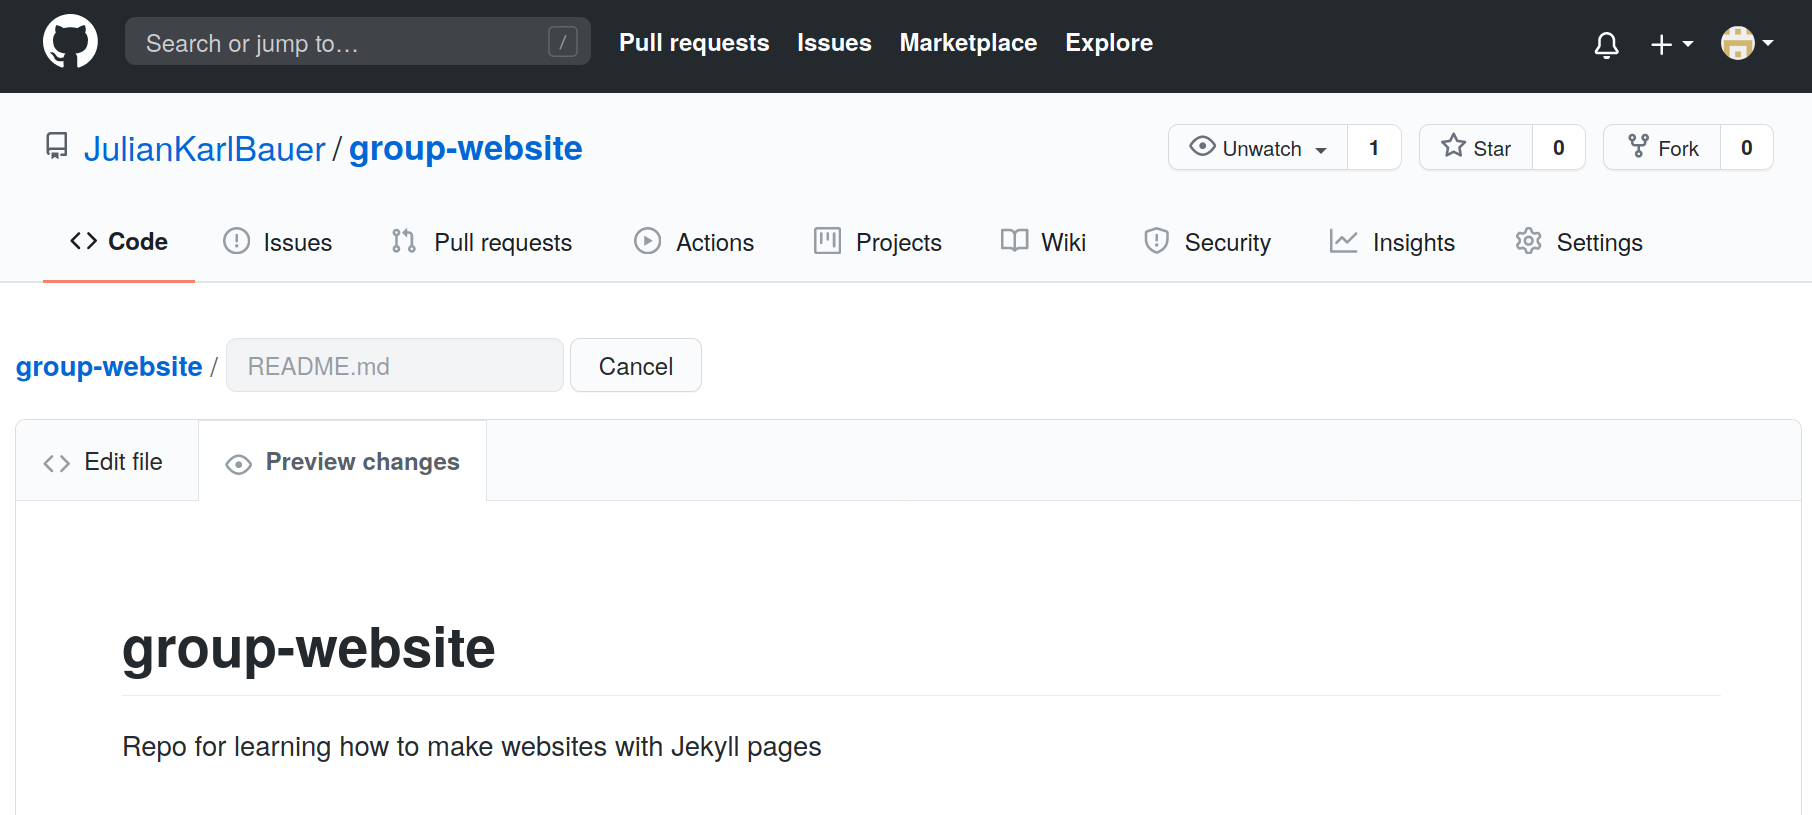 Search or jump to… / Pull requests Issues Marketplace Explore
JulianKarlBauer / group-website Unwatch 1 Star 0 Fork 0
Code Issues Pull requests Actions Projects Wiki Security Insights Settings
group-website / README.md Cancel
Edit file Preview changes
group-website
Repo for learning how to make websites with Jekyll pages